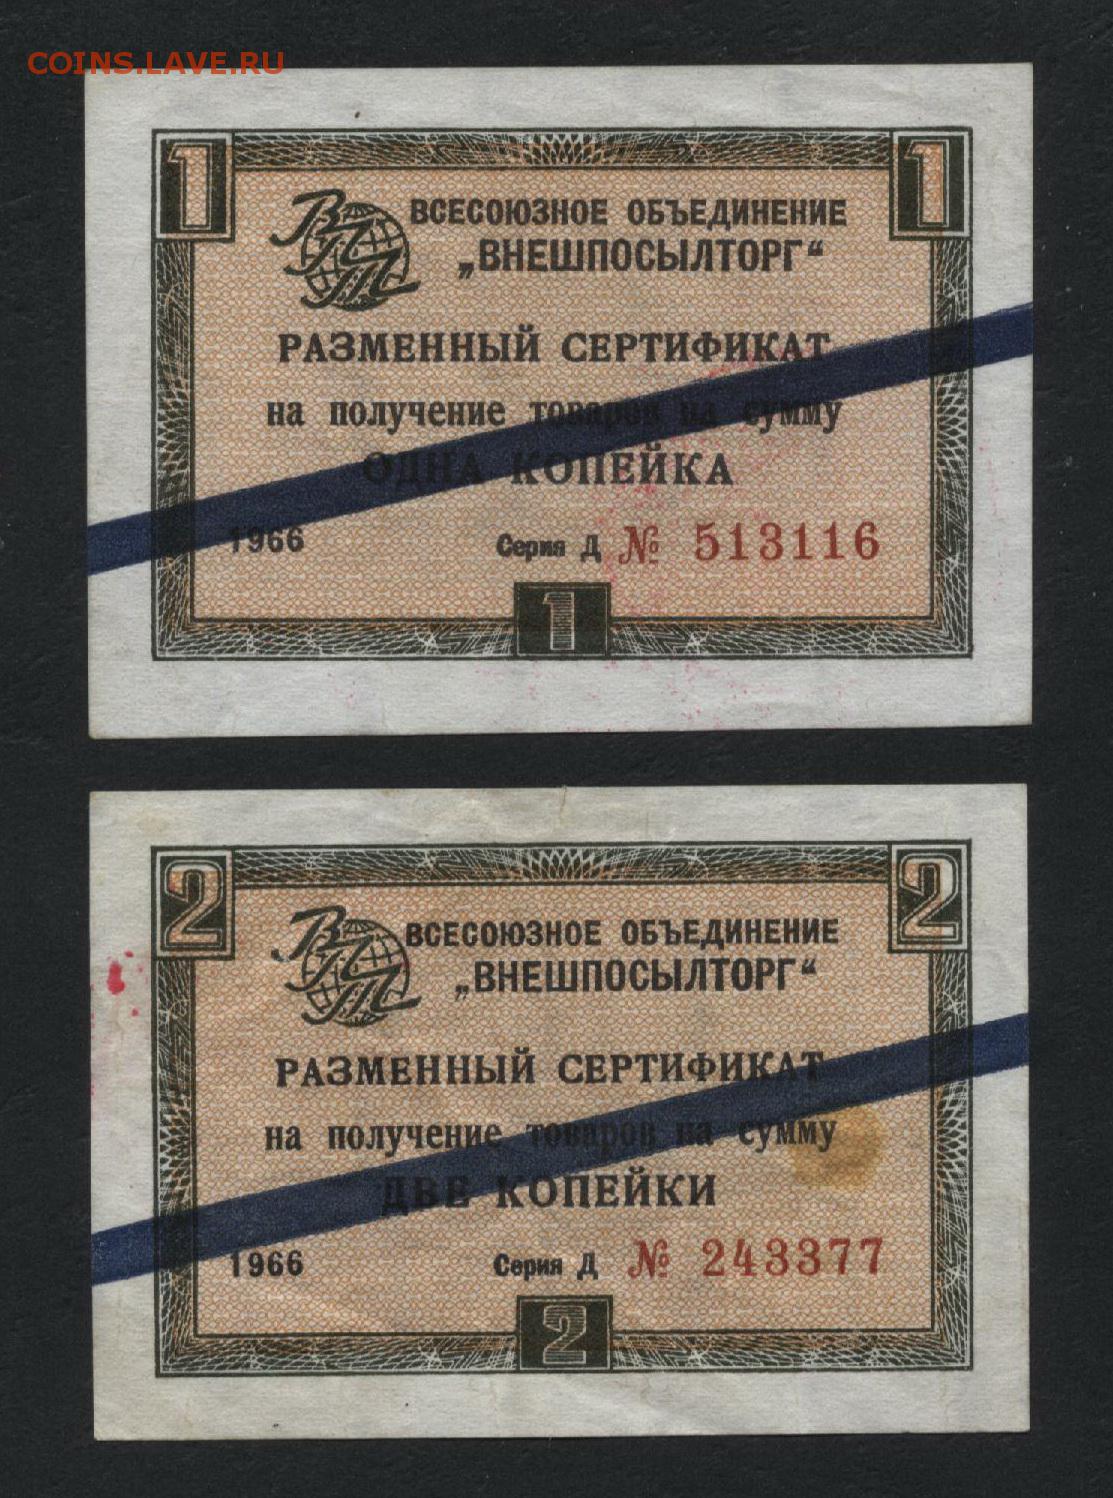 COINS.LAVE.RU
1 1
ВПТ
ВСЕСОЮЗНОЕ ОБЪЕДИНЕНИЕ
„ВНЕШПОСЫЛТОРГ“
РАЗМЕННЫЙ СЕРТИФИКАТ
на получение товаров на сумму
ОДНА КОПЕЙКА
1966 Серия Д № 513116
1
2 2
ВПТ
ВСЕСОЮЗНОЕ ОБЪЕДИНЕНИЕ
„ВНЕШПОСЫЛТОРГ“
РАЗМЕННЫЙ СЕРТИФИКАТ
на получение товаров на сумму
ДВЕ КОПЕЙКИ
1966 Серия Д № 243377
2